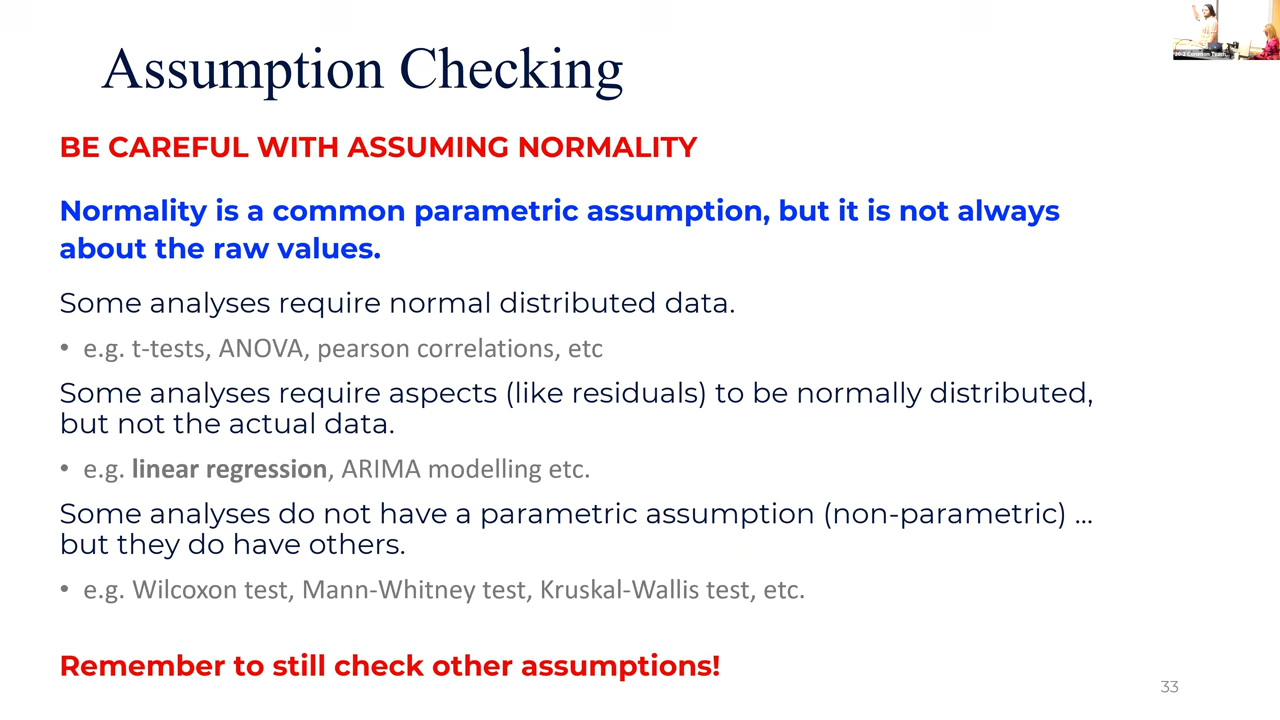 Assumption Checking
BE CAREFUL WITH ASSUMING NORMALITY
Normality is a common parametric assumption, but it is not always
about the raw values.
Some analyses require normal distributed data.
• e.g. t-tests, ANOVA, pearson correlations, etc
Some analyses require aspects (like residuals) to be normally distributed,
but not the actual data.
• e.g. linear regression, ARIMA modelling etc.
Some analyses do not have a parametric assumption (non-parametric) ...
but they do have others.
• e.g. Wilcoxon test, Mann-Whitney test, Kruskal-Wallis test, etc.
Remember to still check other assumptions!
33